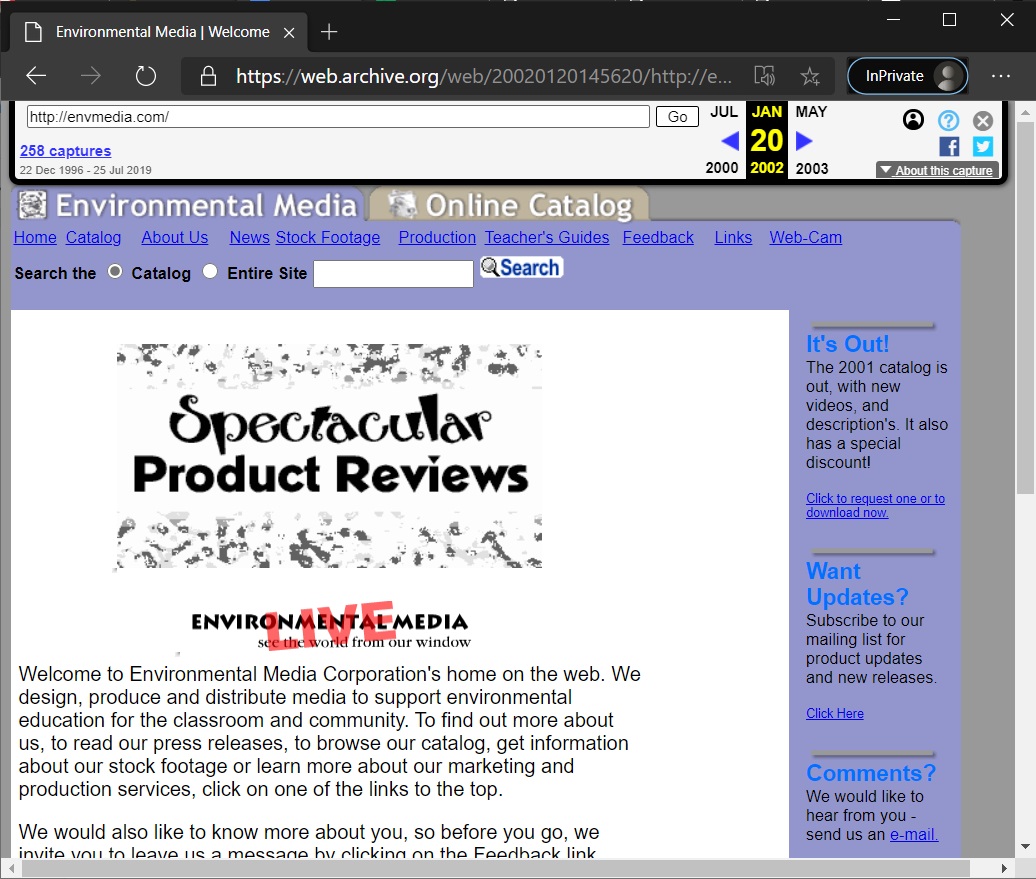 Environmental Media | Welcome
https://web.archive.org/web/20020120145620/http://e...
InPrivate
http://envmedia.com/
Go
JUL JAN MAY
20
2000 2002 2003
258 captures
22 Dec 1996 - 25 Jul 2019
About this capture
Environmental Media Online Catalog
Home Catalog About Us News Stock Footage Production Teacher's Guides Feedback Links Web-Cam
Search the Catalog Entire Site Search
Spectacular
Product Reviews
ENVIRONMENTAL MEDIA
LIVE
see the world from our window
Welcome to Environmental Media Corporation's home on the web. We
design, produce and distribute media to support environmental
education for the classroom and community. To find out more about
us, to read our press releases, to browse our catalog, get information
about our stock footage or learn more about our marketing and
production services, click on one of the links to the top.
We would also like to know more about you, so before you go, we
invite you to leave us a message by clicking on the Feedback link
It's Out!
The 2001 catalog is
out, with new
videos, and
description's. It also
has a special
discount!
Click to request one or to
download now.
Want
Updates?
Subscribe to our
mailing list for
product updates
and new releases.
Click Here
Comments?
We would like to
hear from you -
send us an e-mail.